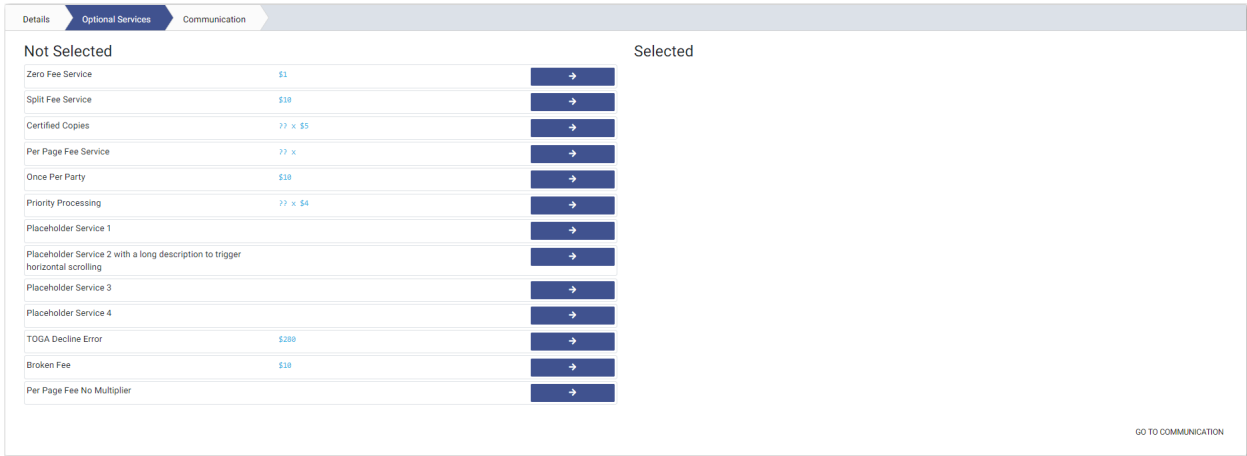 Details
Optional Services
Communication
Not Selected
Selected
Zero Fee Service $1
Split Fee Service $10
Certified Copies ?? x $5
Per Page Fee Service ?? x
Once Per Party $10
Priority Processing ?? x $4
Placeholder Service 1
Placeholder Service 2 with a long description to trigger
horizontal scrolling
Placeholder Service 3
Placeholder Service 4
TOGA Decline Error $280
Broken Fee $10
Per Page Fee No Multiplier
GO TO COMMUNICATION